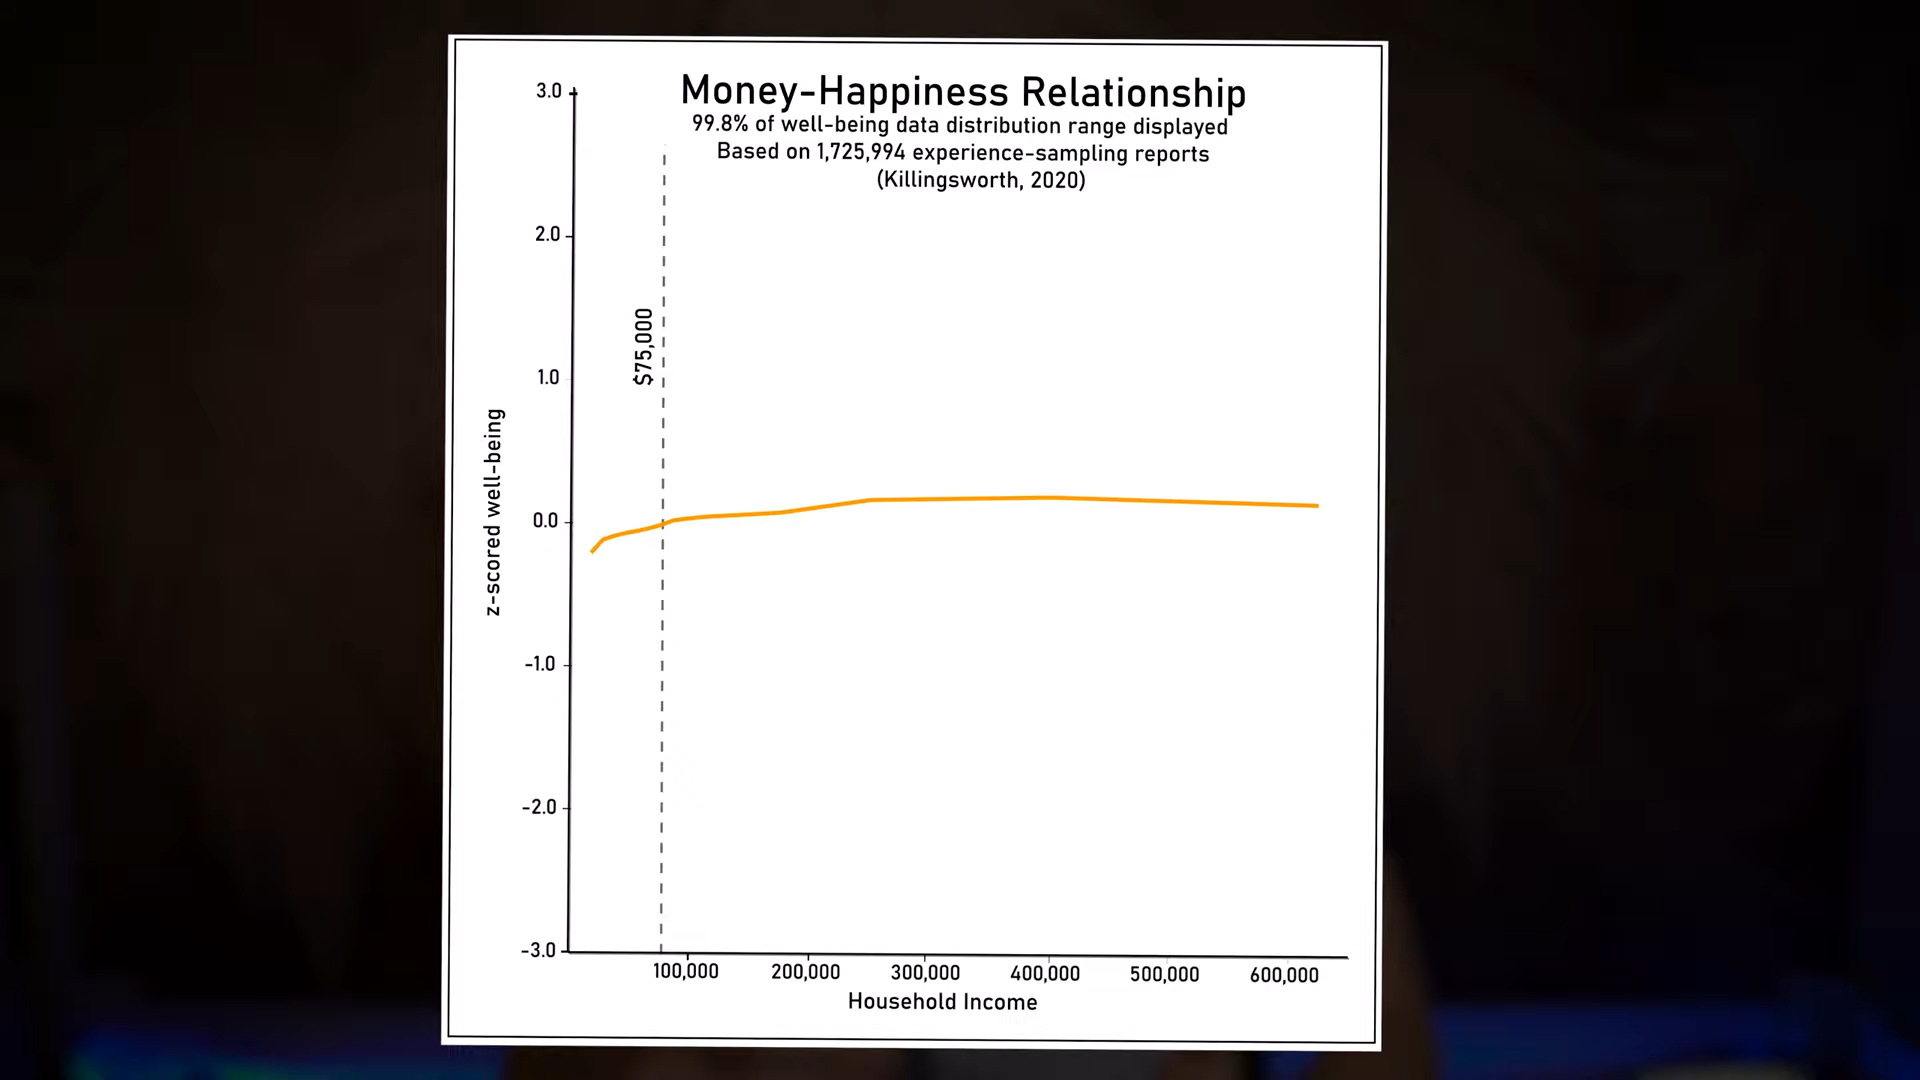 Money-Happiness Relationship
99.8% of well-being data distribution range displayed
Based on 1,725,994 experience-sampling reports
(Killingsworth, 2020)
3.0
2.0
1.0
0.0
-1.0
-2.0
-3.0
z-scored well-being
$75,000
100,000 200,000 300,000 400,000 500,000 600,000
Household Income